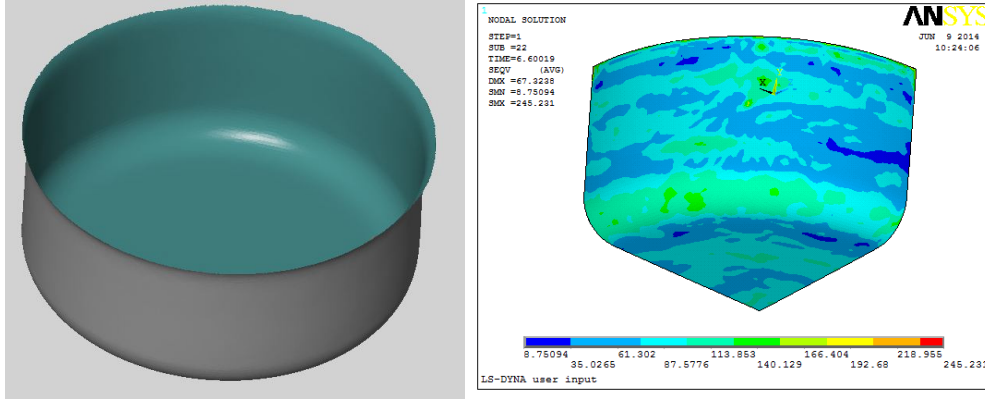 1
NODAL SOLUTION
STEP=1
SUB =22
TIME=6.60019
SEQV (AVG)
DMX =67.3238
SMN =8.75094
SMX =245.231
ANSYS
JUN 9 2014
10:24:06
X
Y
8.75094 61.302 113.853 166.404 218.955
35.0265 87.5776 140.129 192.68 245.231
LS-DYNA user input